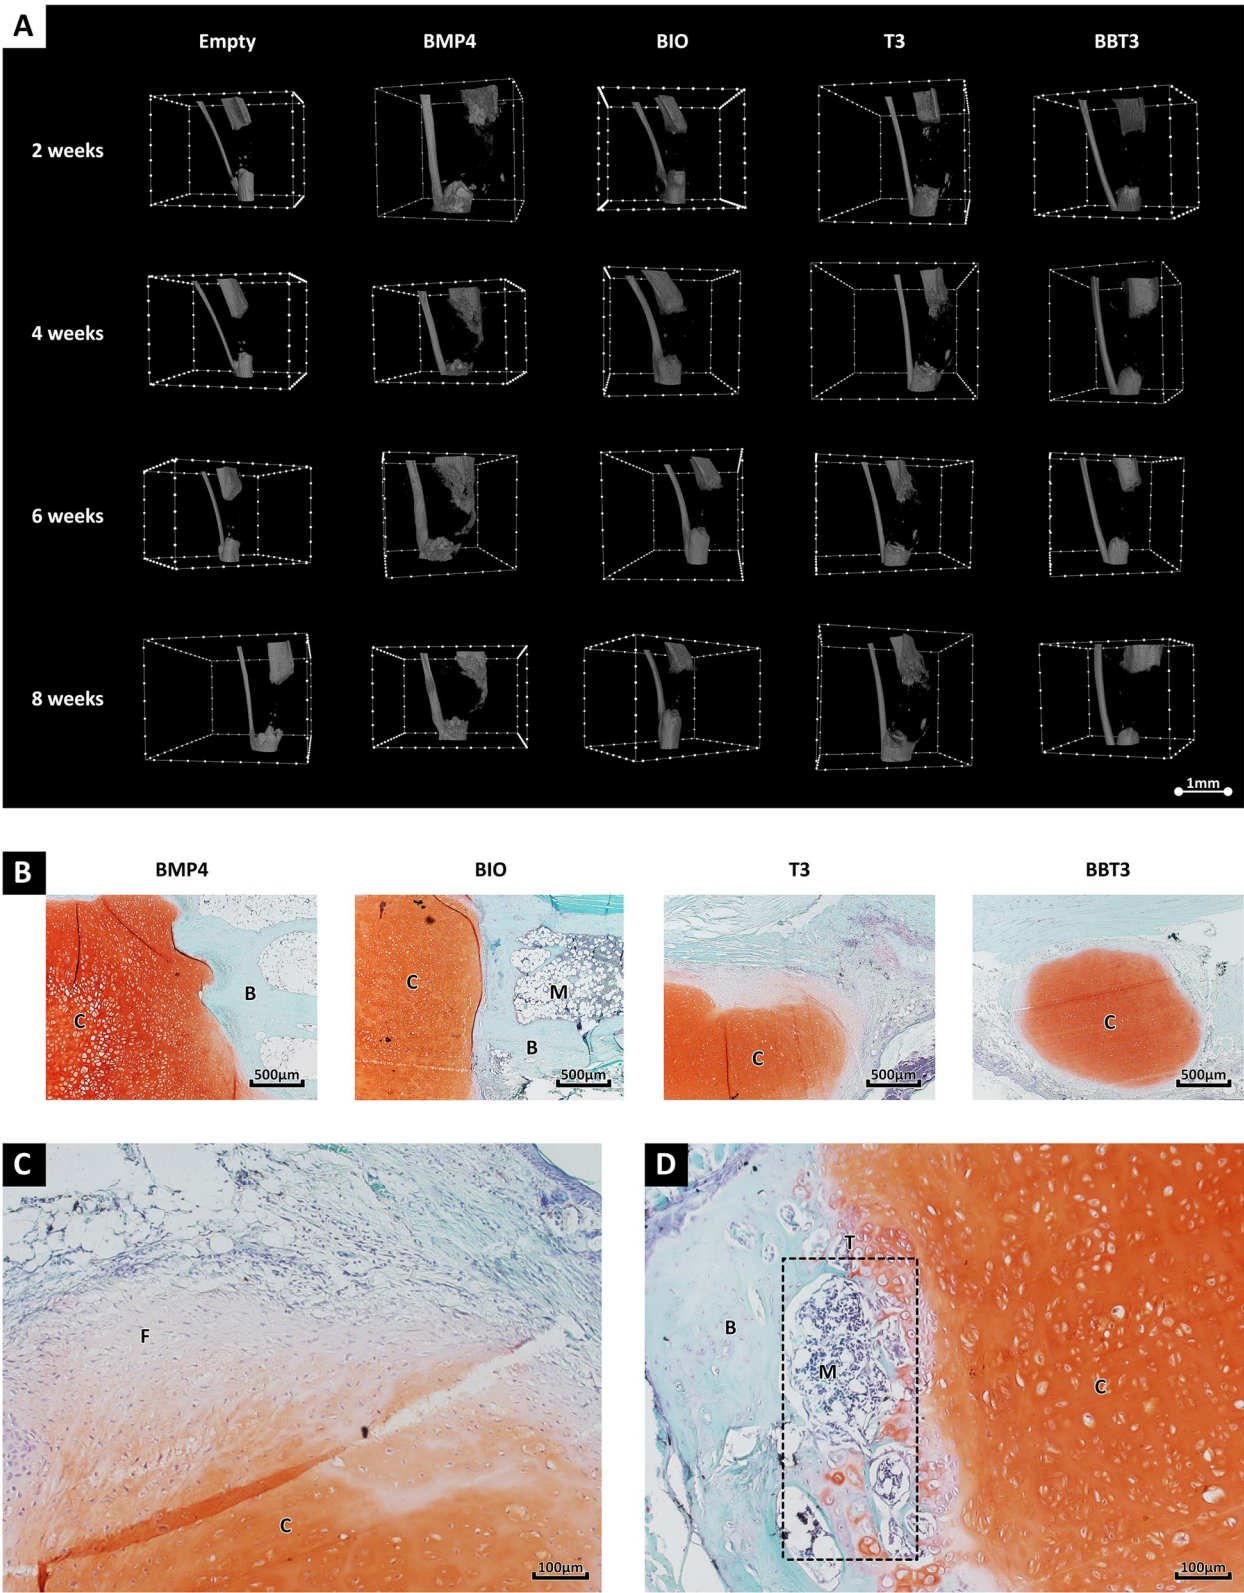 A
Empty BMP4 BIO T3 BBT3
2 weeks
4 weeks
6 weeks
8 weeks
1mm
B
BMP4 BIO T3 BBT3
C B C M B C C
500μm 500μm 500μm 500μm
C
F
C
100μm
D
T
B
M
C
100μm